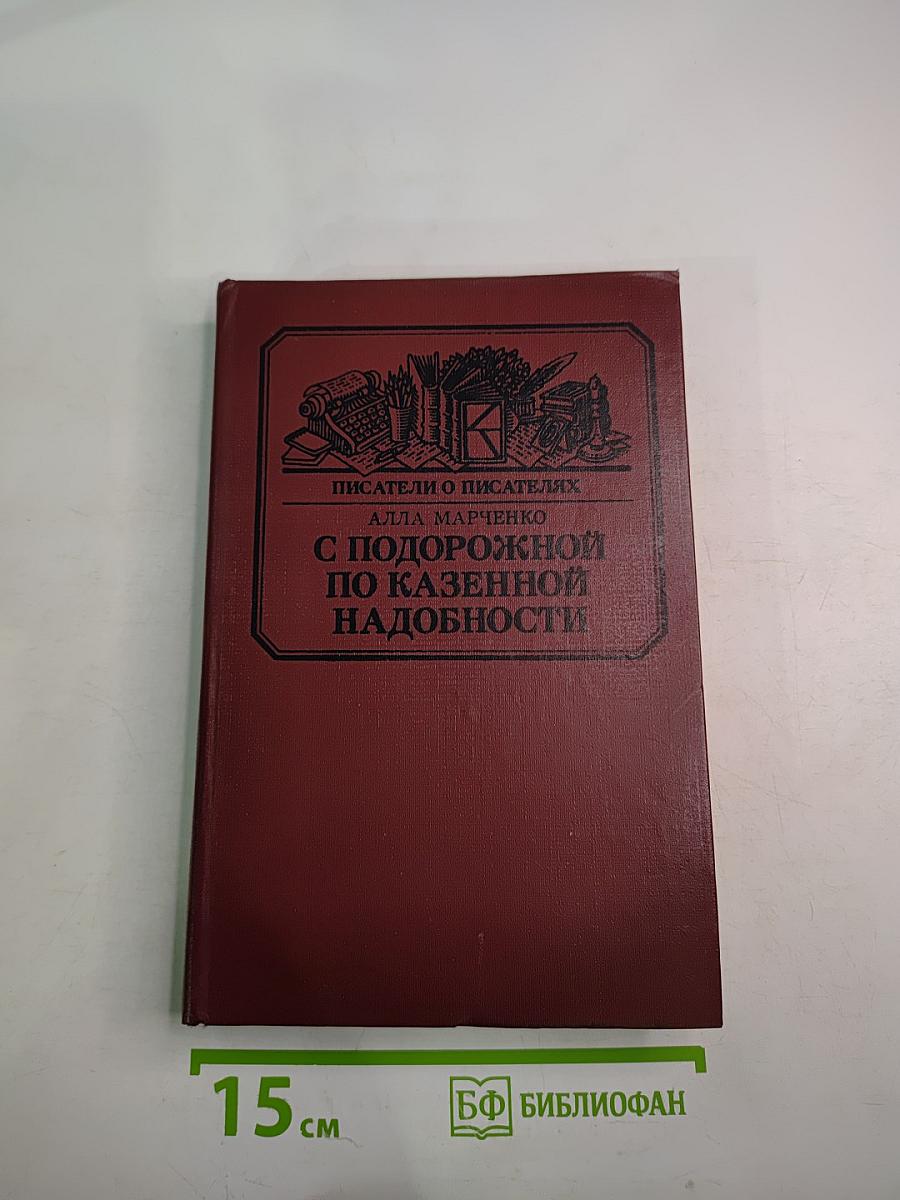 ПИСАТЕЛИ О ПИСАТЕЛЯХ
АЛЛА МАРЧЕНКО
С ПОДОРОЖНОЙ
ПО КАЗЕННОЙ
НАДОБНОСТИ
15 см
БФ БИБЛИОФАН